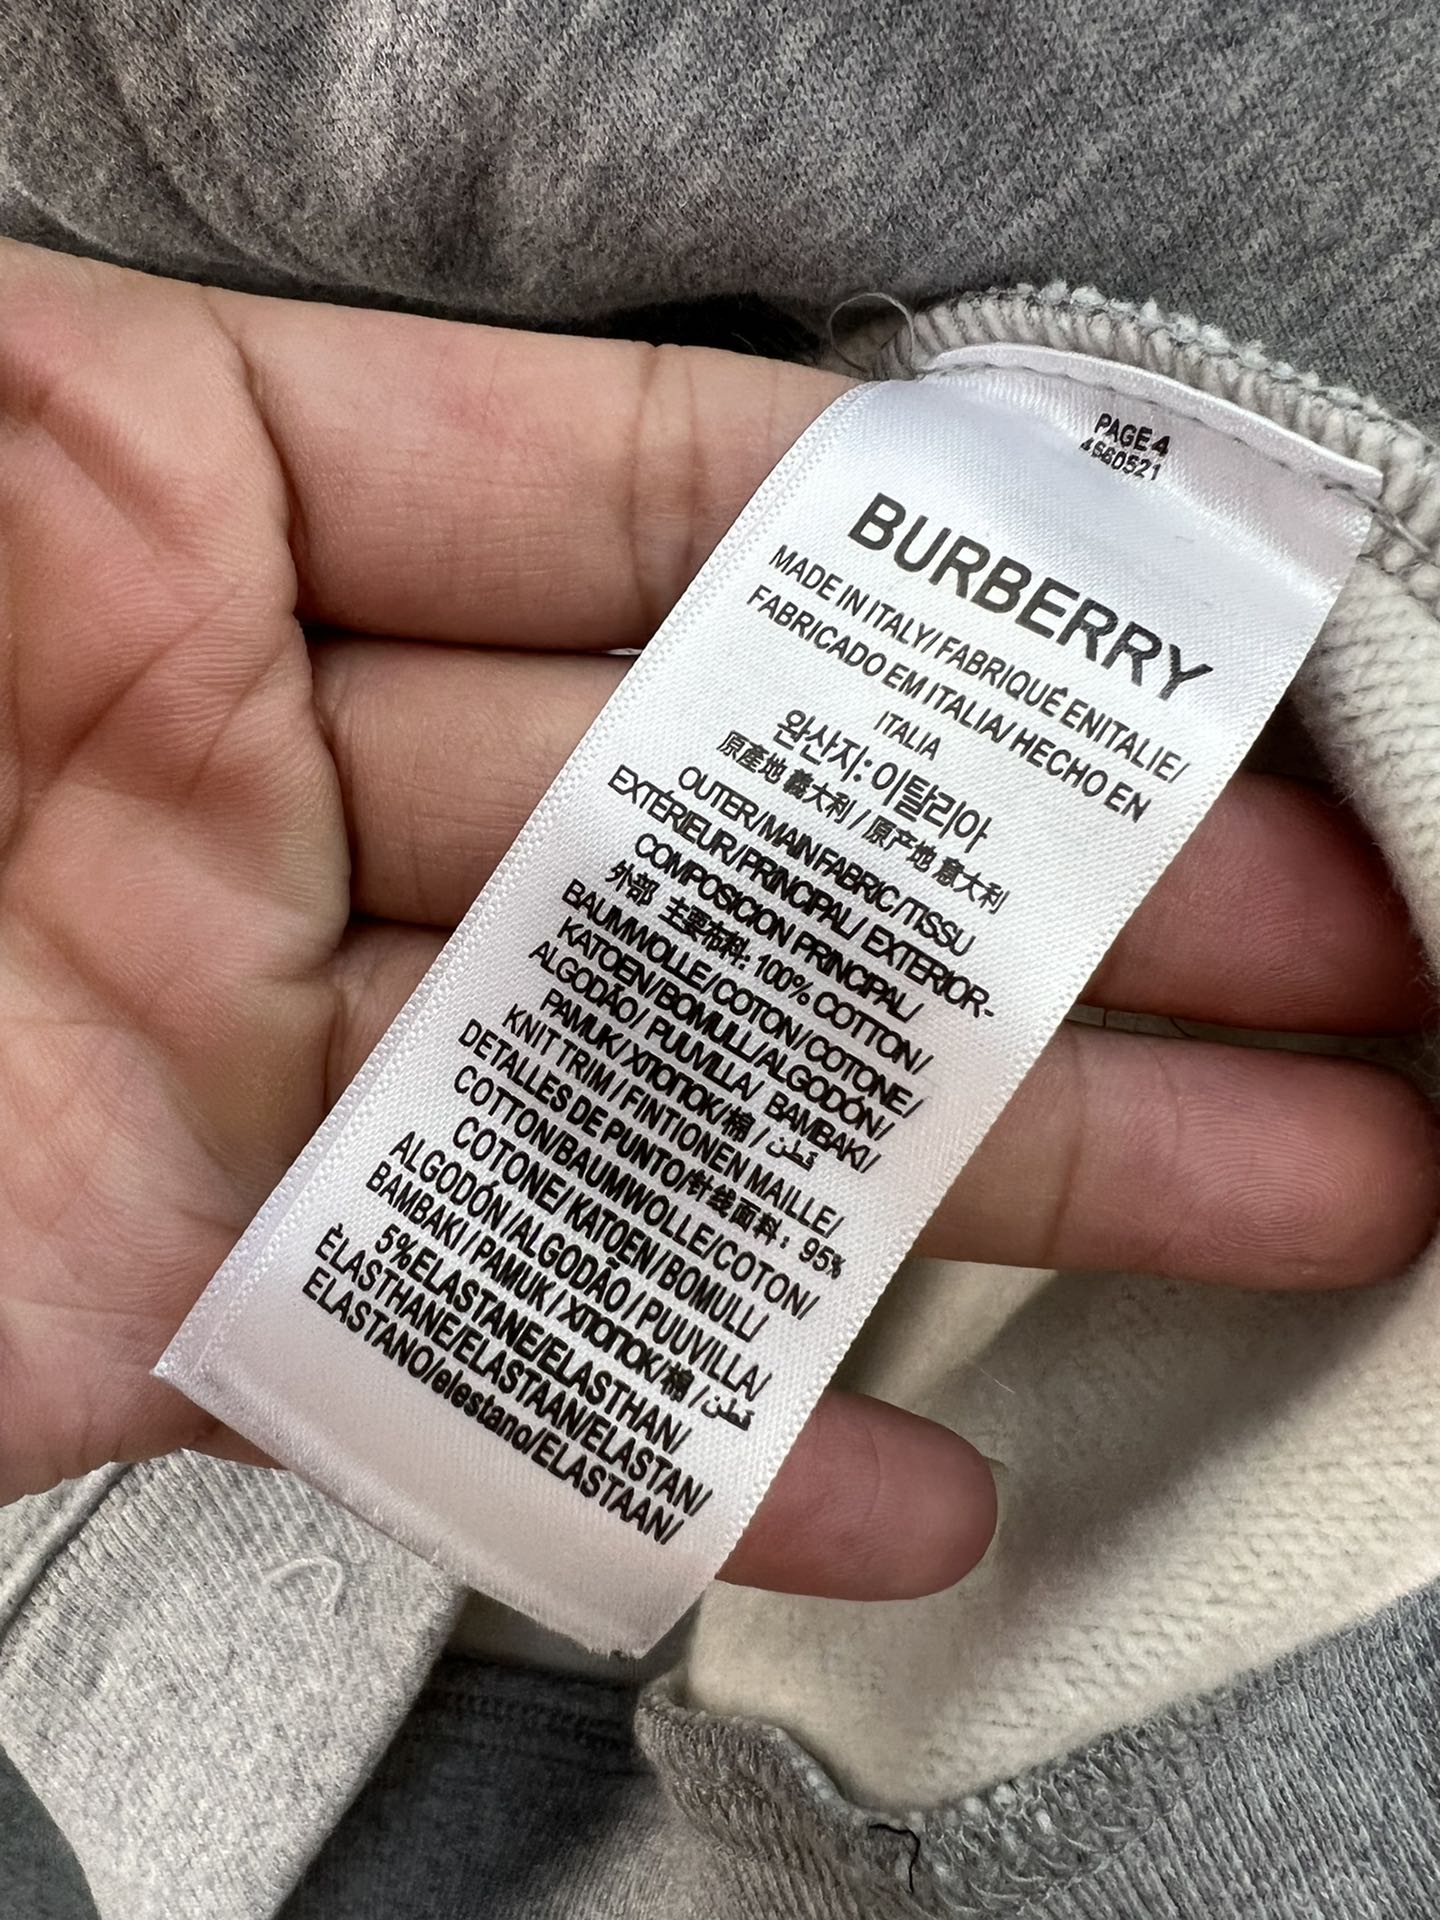 PAGE 4
4560521
BURBERRY
MADE IN ITALY/FABRIQUÉ ENITALIE/
FABRICADO EM ITALIA/ HECHO EN
ITALIA
완산지: 이탈리아
原產地 義大利 / 原产地 意大利
OUTER/MAIN FABRIC/TISSU
EXTÉRIEUR/PRINCIPAL/ EXTERIOR-
COMPOSICION PRINCIPAL/
外部 主要布料: 100% COTTON/
BAUMWOLLE/COTON/COTONE/
KATOEN/BOMULL/ALGODÓN/
ALGODÃO/ PUUVILLA/ BAMBAKI/
PAMUK/ХЛОПОК/棉 / قطن
KNIT TRIM/FINTIONEN MAILLE/
DETALLES DE PUNTO/针线面料: 95%
COTTON/BAUMWOLLE/COTON/
COTONE/ KATOEN/BOMULL/
ALGODÓN/ALGODÃO/PUUVILLA/
BAMBAKI/PAMUK/ХЛОПОК/棉 / قطن
5%ELASTANE/ELASTHAN/
ÈLASTHANE/ELASTAAN/ELASTAN/
ELASTANO/elestano/ELASTAAN/